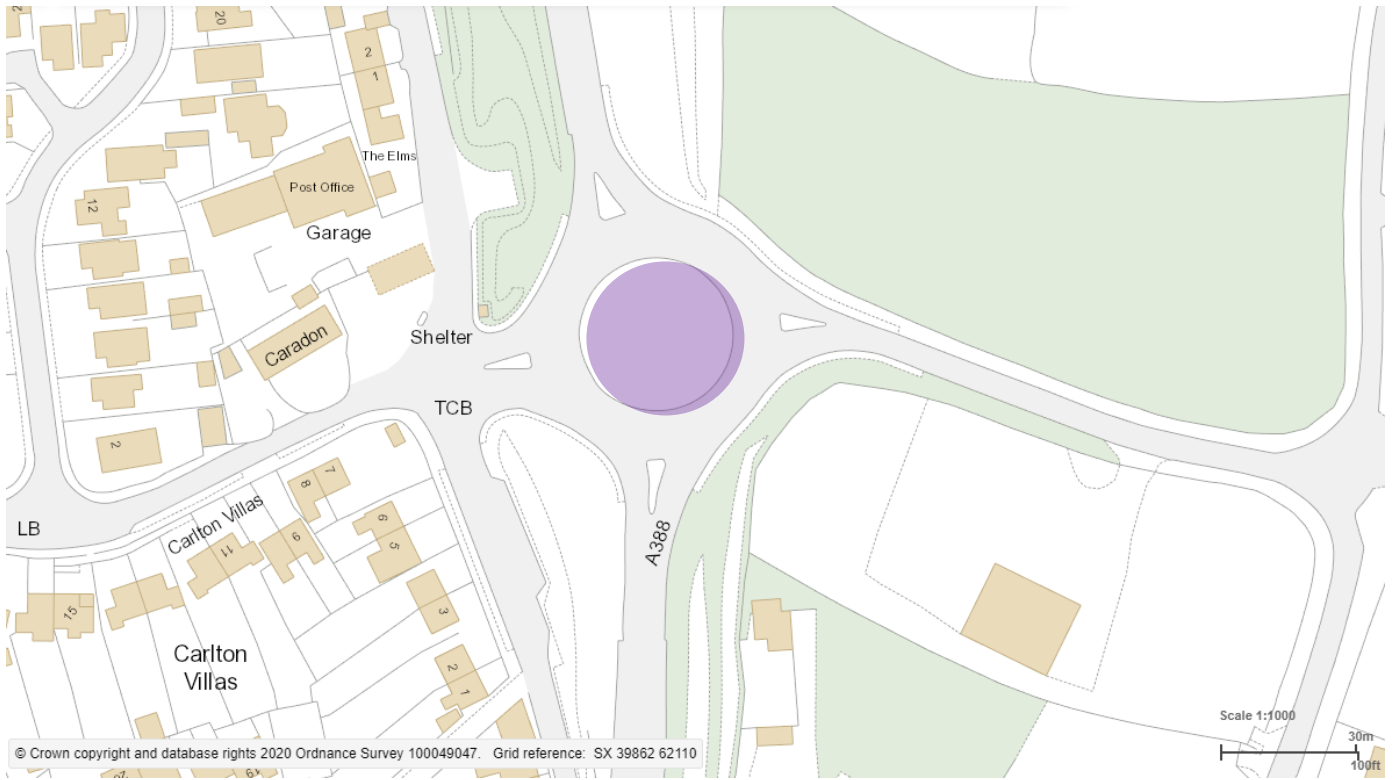 20
2
1
The Elms
Post Office
12
Garage
Shelter
Caradon
TCB
2
7
8
LB
Carlton Villas
6
5
9
11
A388
3
15
Carlton
Villas
2
1
Scale 1:1000
30m
100ft
© Crown copyright and database rights 2020 Ordnance Survey 100049047. Grid reference: SX 39862 62110